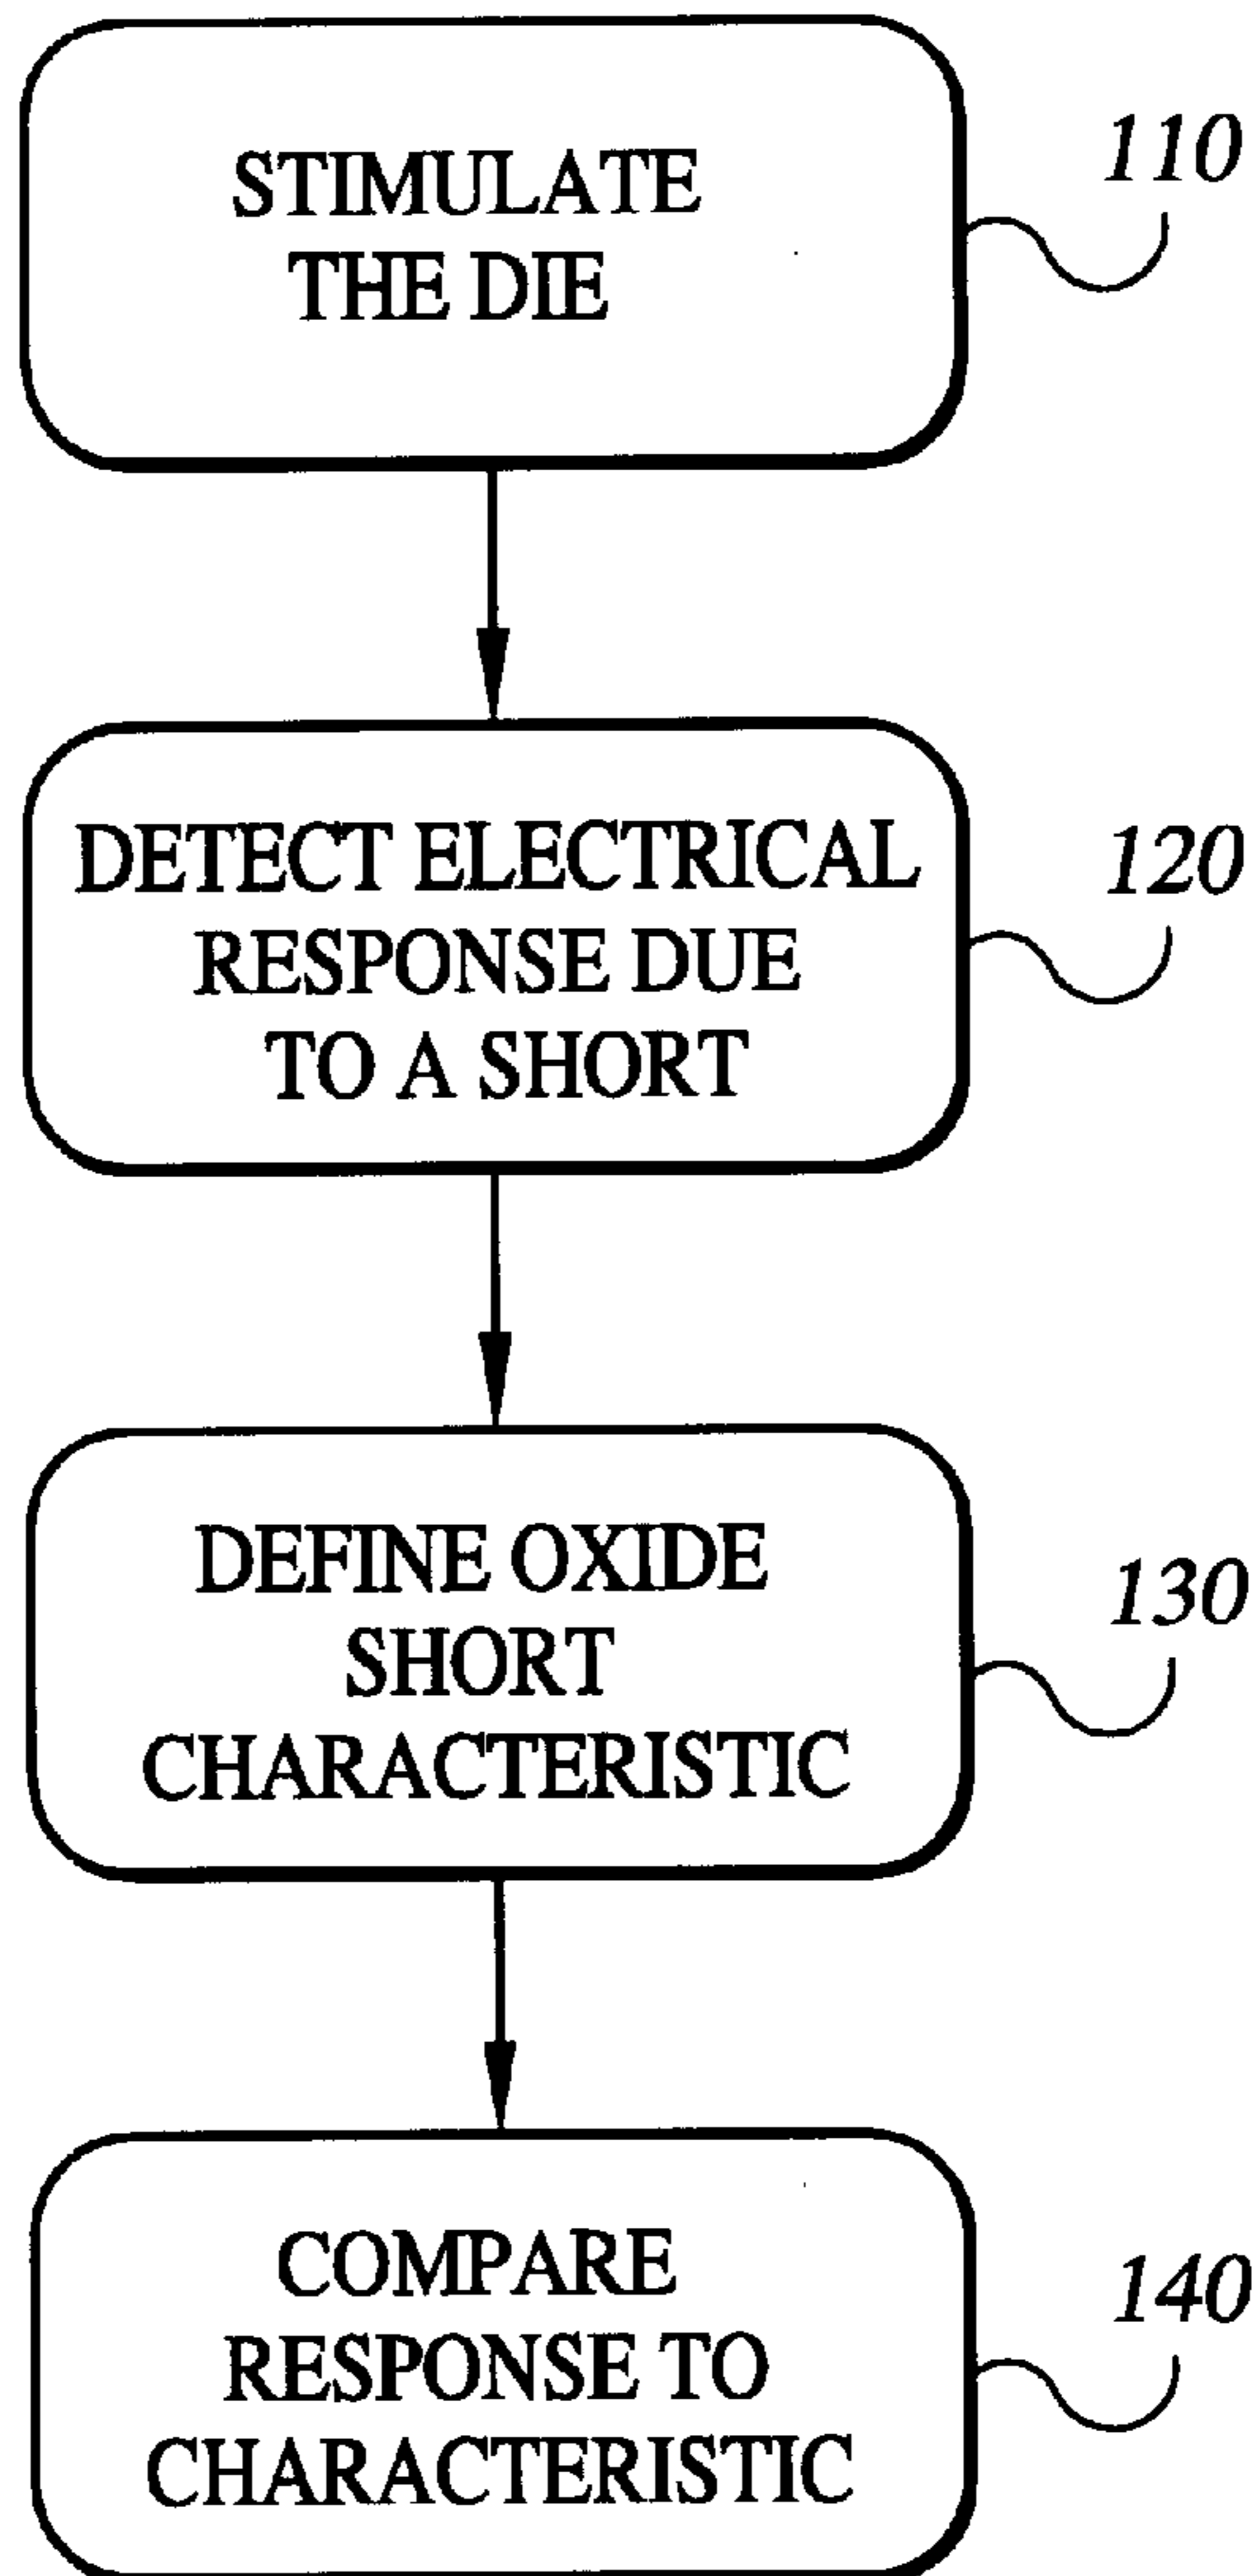 STIMULATE
THE DIE
110
DETECT ELECTRICAL
RESPONSE DUE
TO A SHORT
120
DEFINE OXIDE
SHORT
CHARACTERISTIC
130
COMPARE
RESPONSE TO
CHARACTERISTIC
140